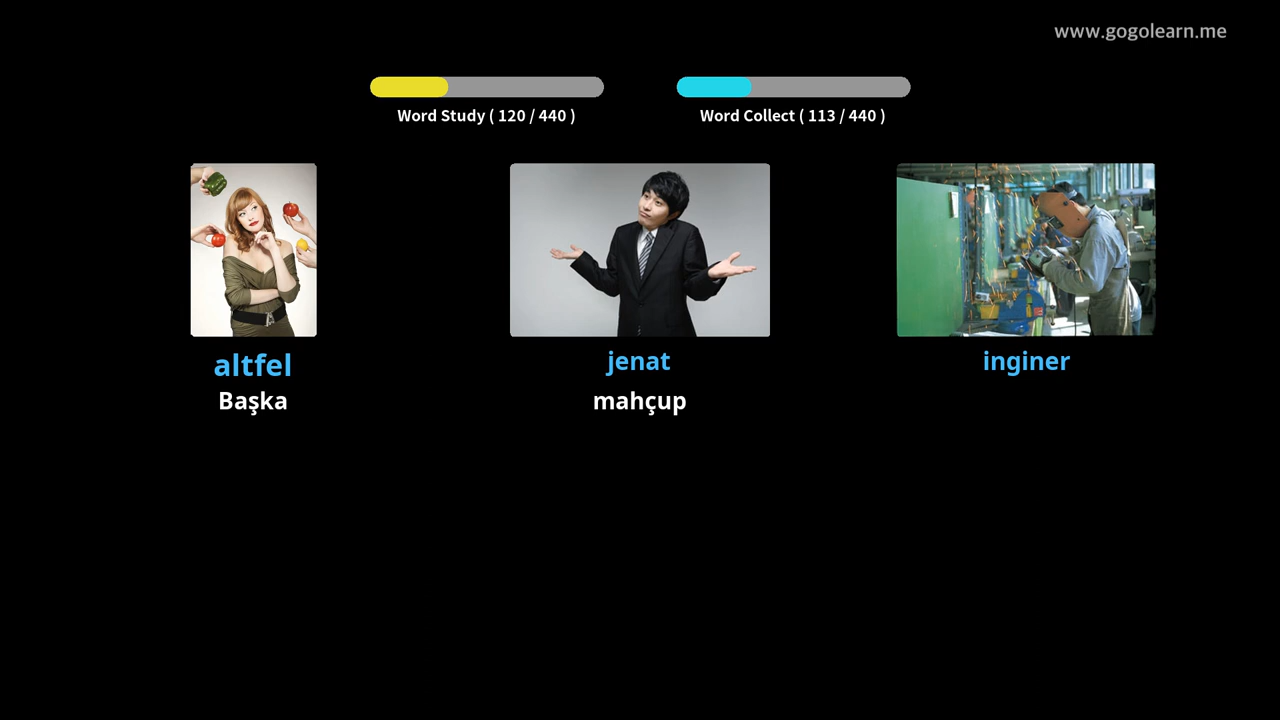 www.gogolearn.me
Word Study ( 120 / 440 )
Word Collect ( 113 / 440 )
altfel
jenat
inginer
Başka
mahçup